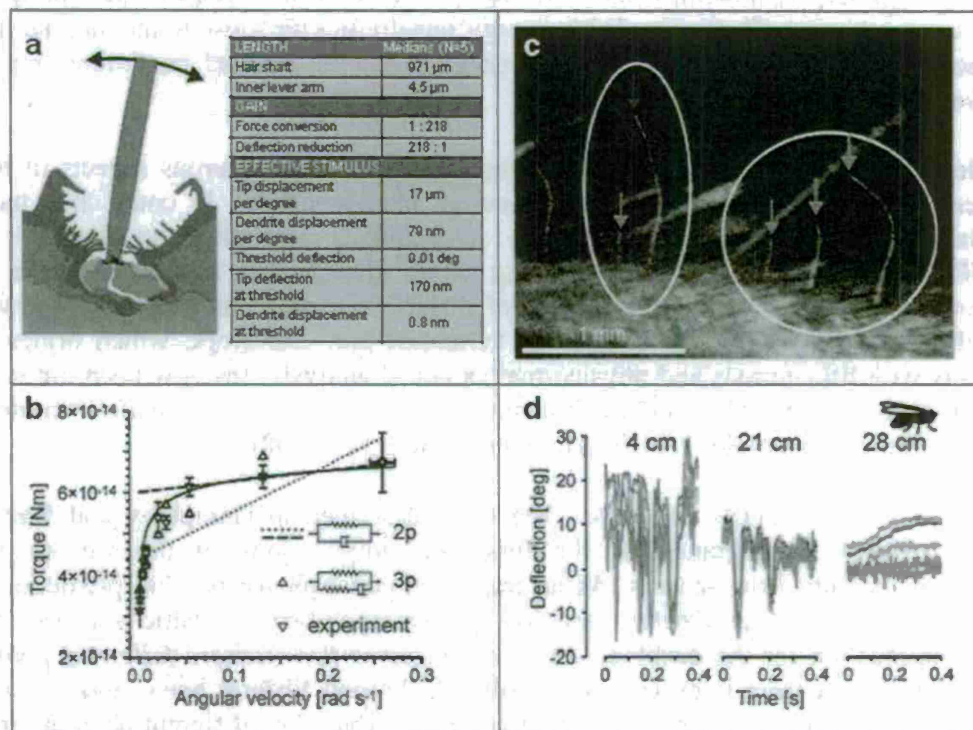 a
LENGTH Medians (N=5)
Hair shaft 971 µm
Inner lever arm 4.5 µm
GAIN
Force conversion 1 : 218
Deflection reduction 218 : 1
EFFECTIVE STIMULUS
Tip displacement
per degree 17 µm
Dendrite displacement
per degree 79 nm
Threshold deflection 0.01 deg
Tip deflection
at threshold 170 nm
Dendrite displacement
at threshold 0.8 nm
c
1 mm
b
8×10-14
6×10-14
4×10-14
2×10-14
Torque [Nm]
2p
3p
experiment
0.0 0.1 0.2 0.3
Angular velocity [rad s-1]
d
4 cm 21 cm 28 cm
30
20
10
0
-10
-20
Deflection [deg]
0 0.2 0.4 0 0.2 0.4 0 0.2 0.4
Time [s]